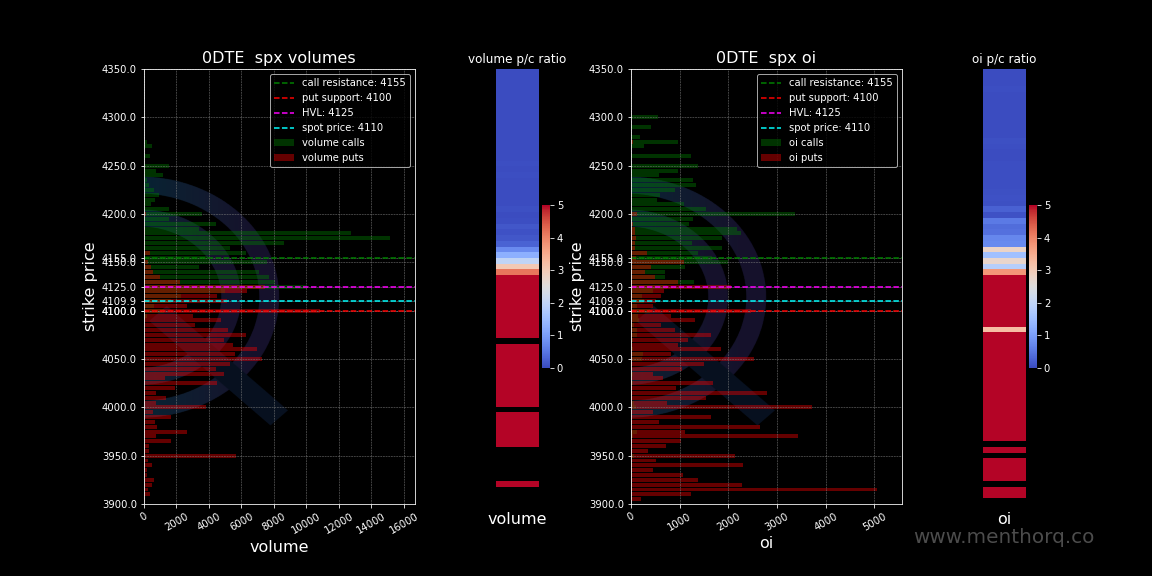 0DTE  spx volumes
volume p/c ratio
0DTE  spx oi
oi p/c ratio
call resistance: 4155
put support: 4100
HVL: 4125
spot price: 4110
volume calls
volume puts
call resistance: 4155
put support: 4100
HVL: 4125
spot price: 4110
oi calls
oi puts
strike price
4350.0
4300.0
4250.0
4200.0
4155.0
4150.0
4125.0
4109.9
4100.0
4050.0
4000.0
3950.0
3900.0
0
2000
4000
6000
8000
10000
12000
14000
16000
volume
5
4
3
2
1
0
volume
strike price
4350.0
4300.0
4250.0
4200.0
4155.0
4150.0
4125.0
4109.9
4100.0
4050.0
4000.0
3950.0
3900.0
0
1000
2000
3000
4000
5000
oi
5
4
3
2
1
0
oi
www.menthorq.co